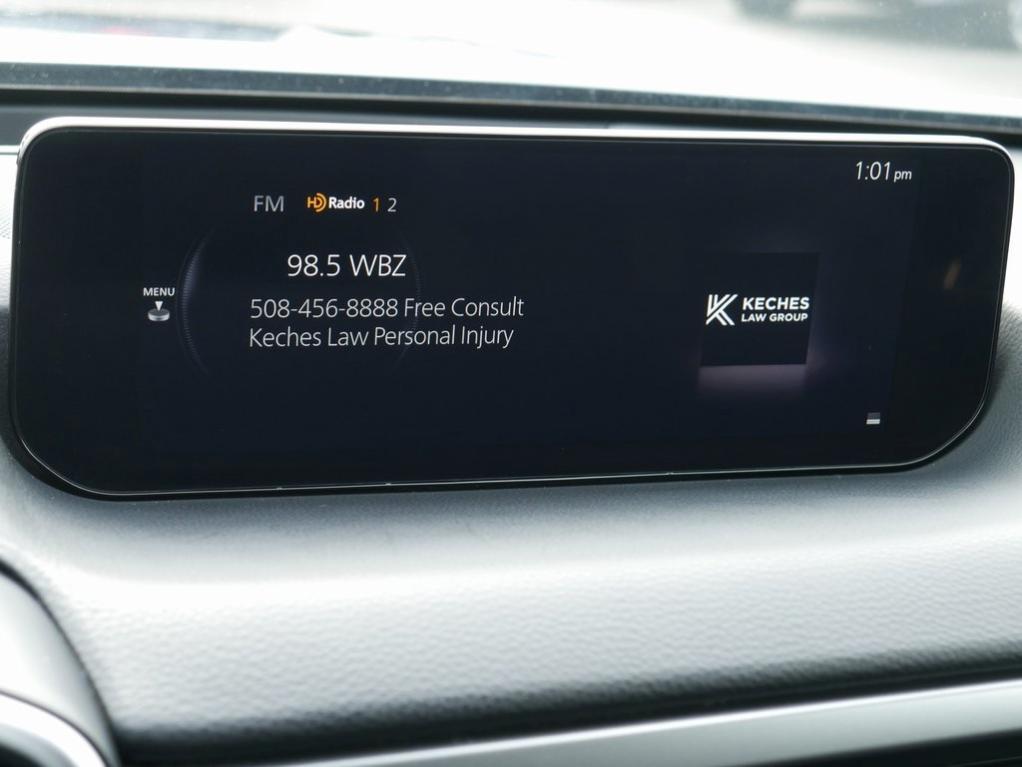 1:01 pm
FM HD Radio 1 2
98.5 WBZ
MENU
508-456-8888 Free Consult
Keches Law Personal Injury
KECHES
LAW GROUP